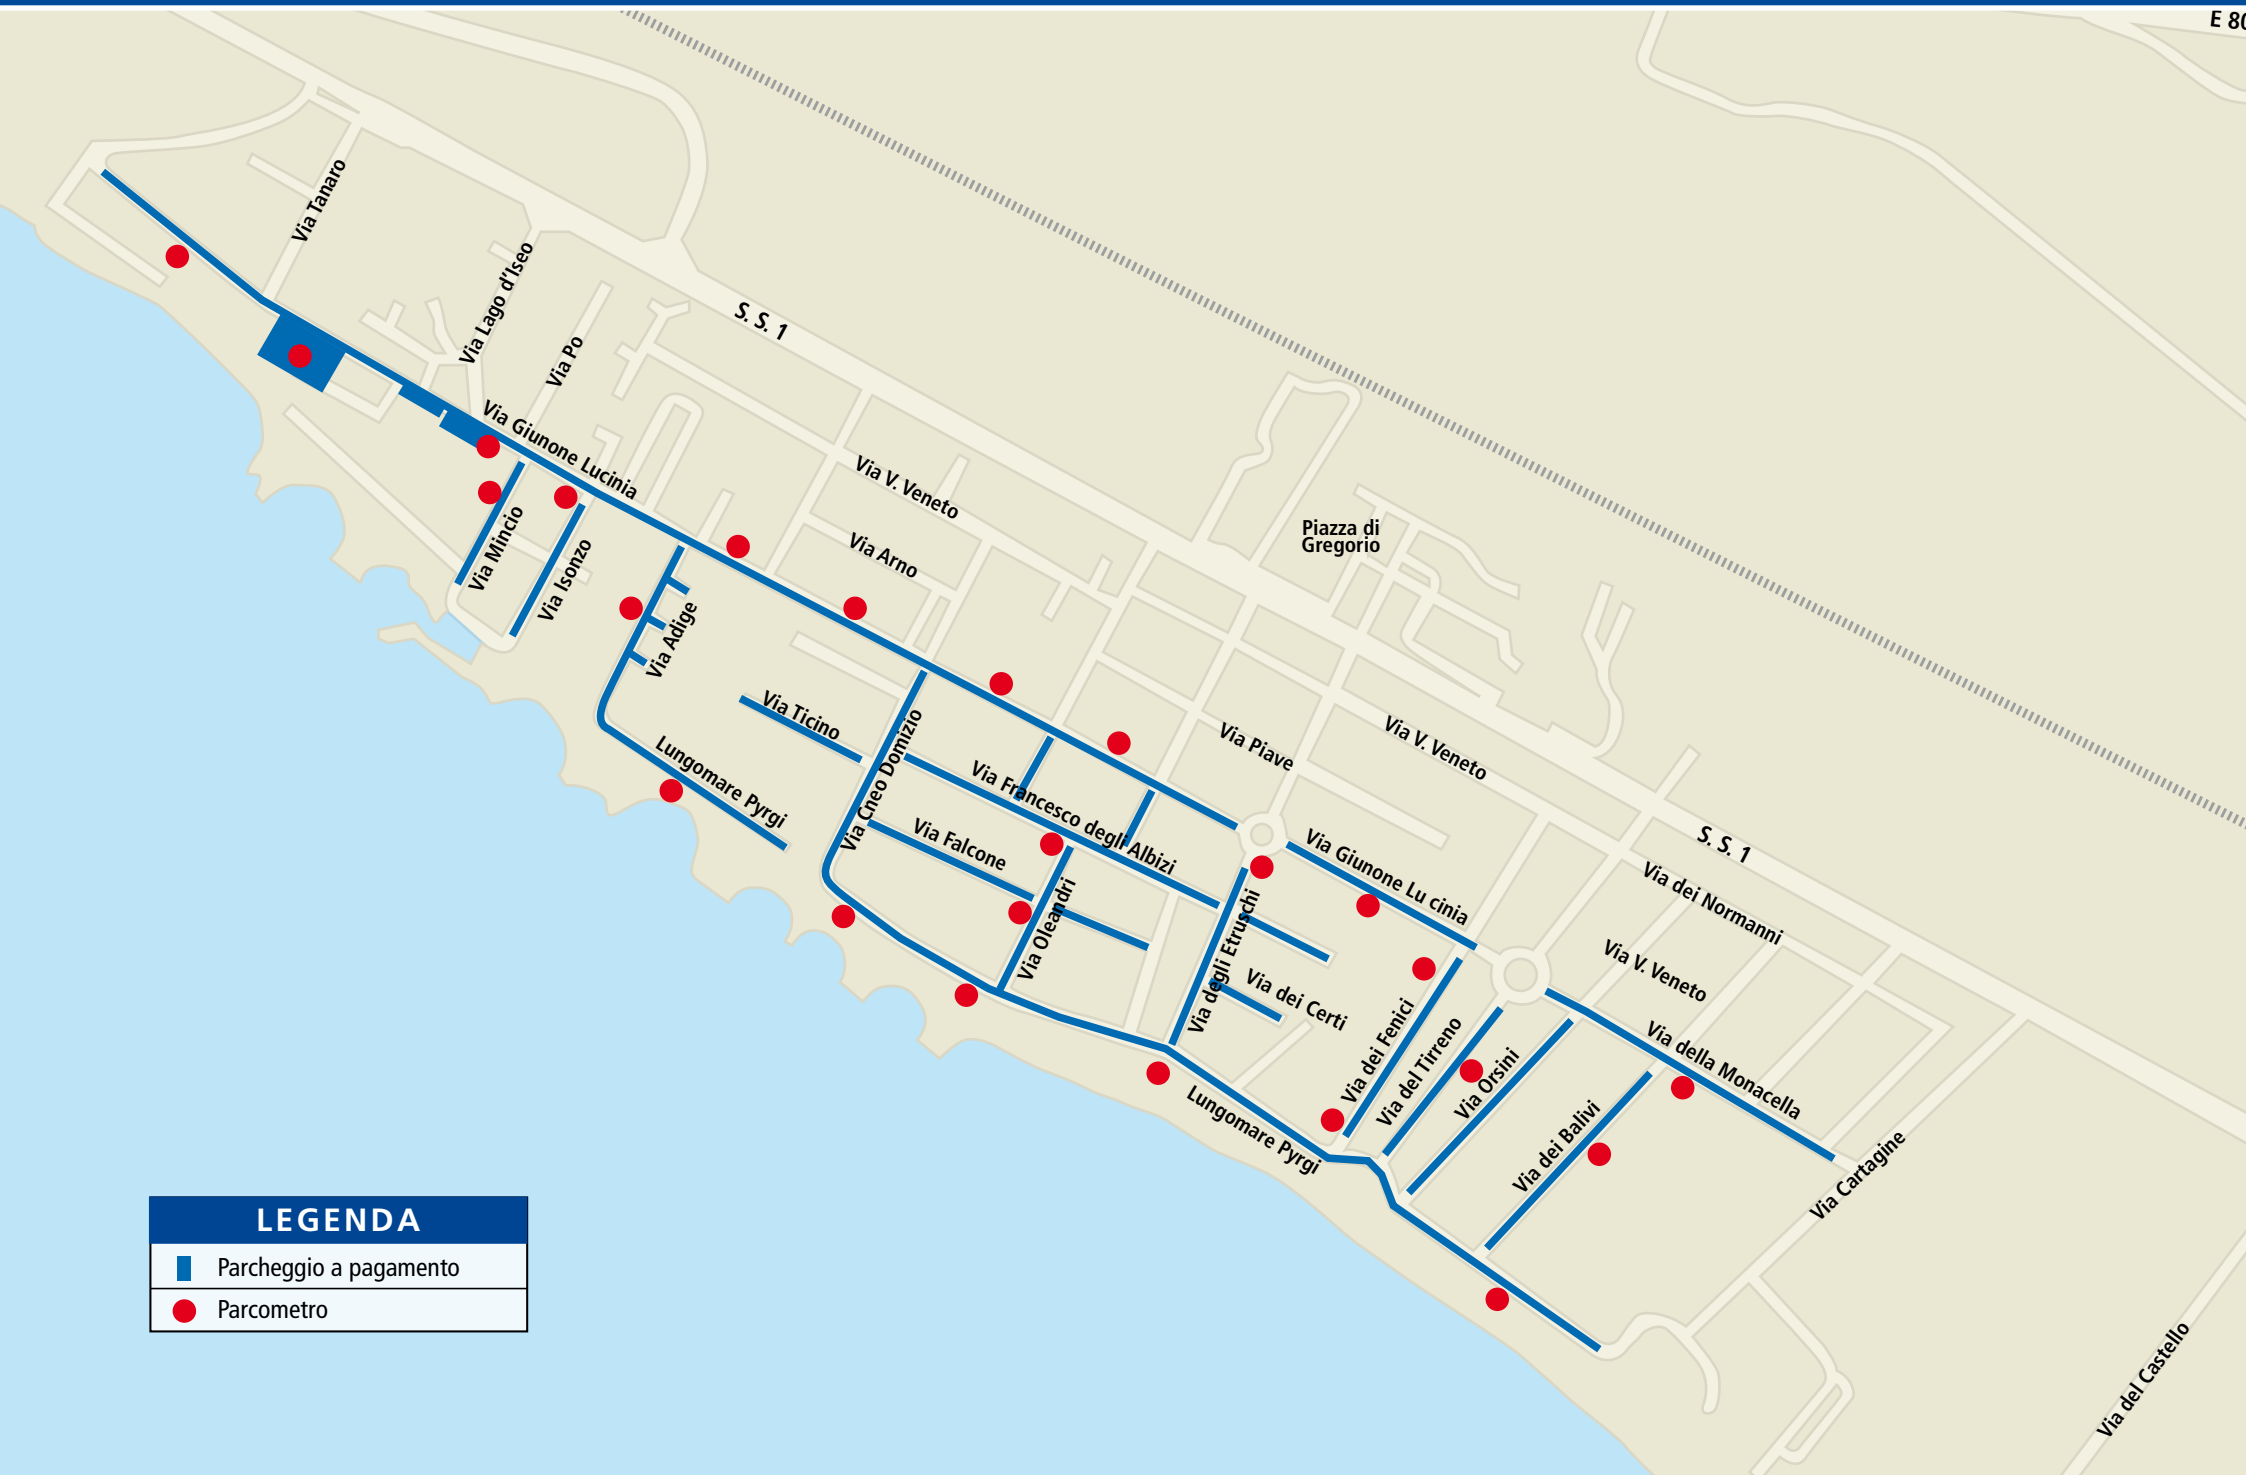 E 80
Via Tanaro
Via Lago d'Iseo
Via Po
S. S. 1
Via Giunone Lucinia
Via V. Veneto
Via Arno
Piazza di
Gregorio
Via Mincio
Via Isonzo
Via Adige
Via Ticino
Via Cneo Domizio
Lungomare Pyrgi
Via Francesco degli Albizi
Via Falcone
Via Oleandri
Via Piave
Via V. Veneto
Via Giunone Lu cinia
S. S. 1
Via dei Normanni
Via V. Veneto
Via degli Etruschi
Via dei Certi
Via dei Fenici
Via del Tirreno
Via Orsini
Via dei Balivi
Via della Monacella
Via Cartagine
Lungomare Pyrgi
Via del Castello
LEGENDA
Parcheggio a pagamento
Parcometro